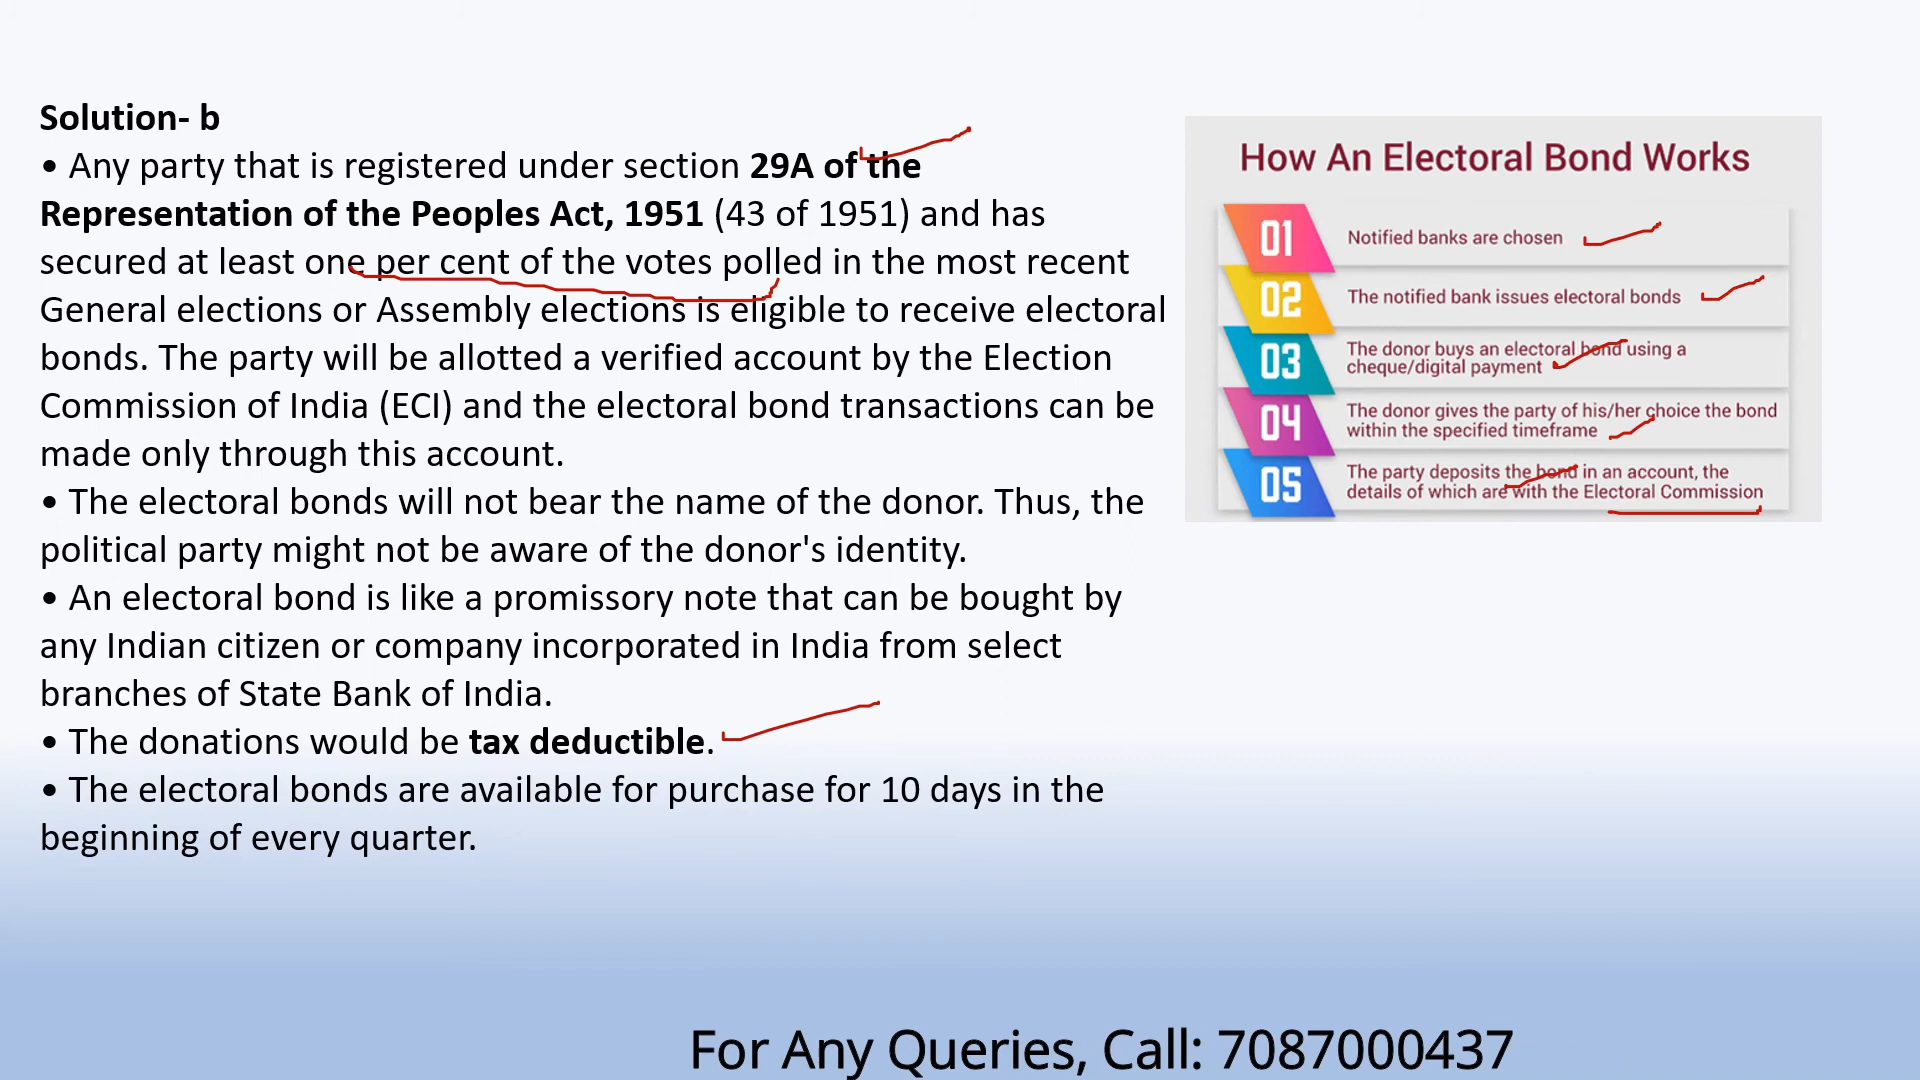 Solution- b
• Any party that is registered under section 29A of the
Representation of the Peoples Act, 1951 (43 of 1951) and has
secured at least one per cent of the votes polled in the most recent
General elections or Assembly elections is eligible to receive electoral
bonds. The party will be allotted a verified account by the Election
Commission of India (ECI) and the electoral bond transactions can be
made only through this account.
• The electoral bonds will not bear the name of the donor. Thus, the
political party might not be aware of the donor's identity.
• An electoral bond is like a promissory note that can be bought by
any Indian citizen or company incorporated in India from select
branches of State Bank of India.
• The donations would be tax deductible.
• The electoral bonds are available for purchase for 10 days in the
beginning of every quarter.
How An Electoral Bond Works
01 Notified banks are chosen
02 The notified bank issues electoral bonds
03 The donor buys an electoral bond using a
cheque/digital payment
04 The donor gives the party of his/her choice the bond
within the specified timeframe
05 The party deposits the bond in an account, the
details of which are with the Electoral Commission
For Any Queries, Call: 7087000437